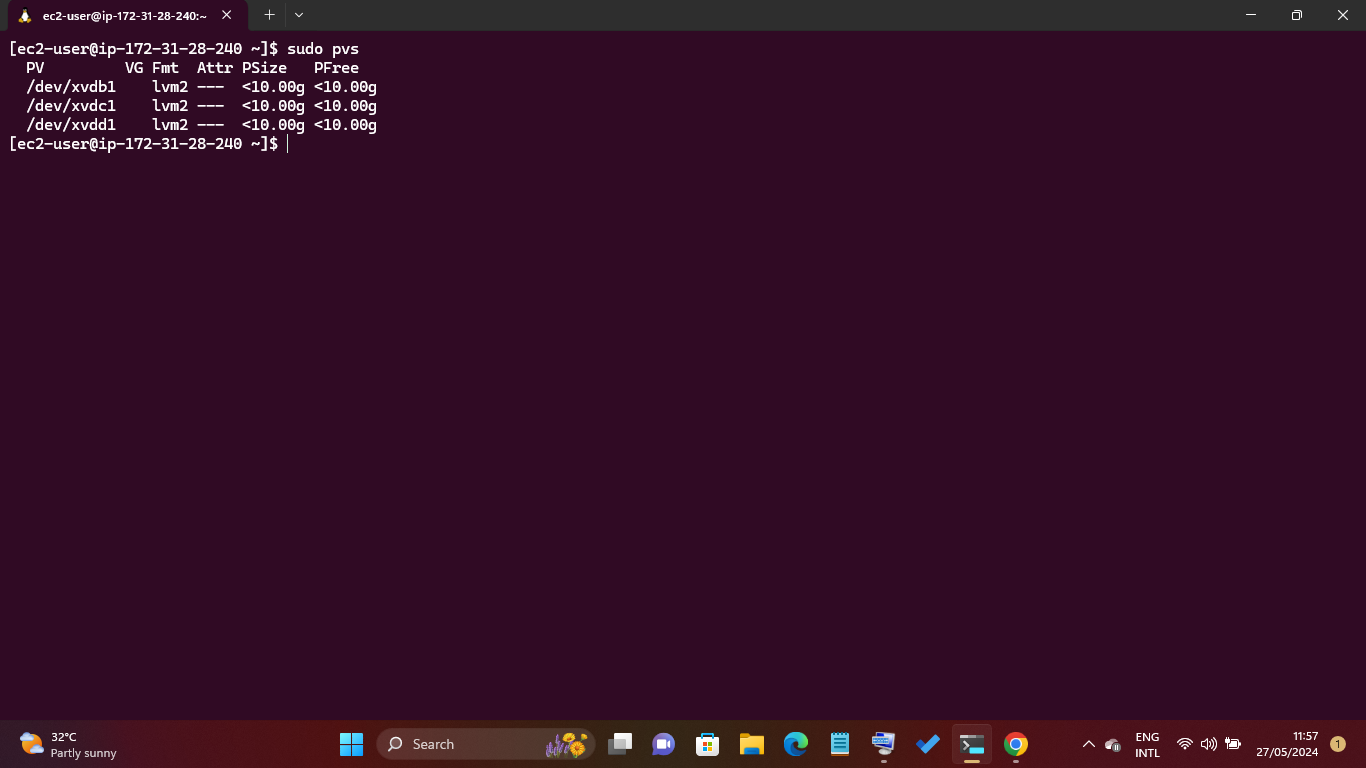 ec2-user@ip-172-31-28-240:~
[ec2-user@ip-172-31-28-240 ~]$ sudo pvs
  PV         VG Fmt  Attr PSize   PFree
  /dev/xvdb1    lvm2 ---  <10.00g <10.00g
  /dev/xvdc1    lvm2 ---  <10.00g <10.00g
  /dev/xvdd1    lvm2 ---  <10.00g <10.00g
[ec2-user@ip-172-31-28-240 ~]$
32°C
Partly sunny
Search
ENG
INTL
11:57
27/05/2024
1